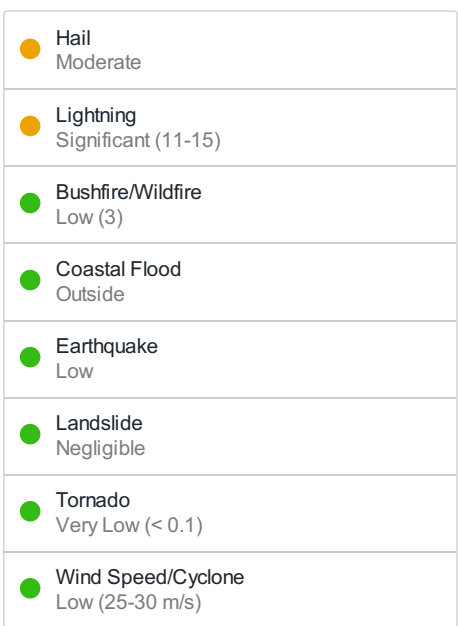 Hail
Moderate
Lightning
Significant (11-15)
Bushfire/Wildfire
Low (3)
Coastal Flood
Outside
Earthquake
Low
Landslide
Negligible
Tornado
Very Low (< 0.1)
Wind Speed/Cyclone
Low (25-30 m/s)